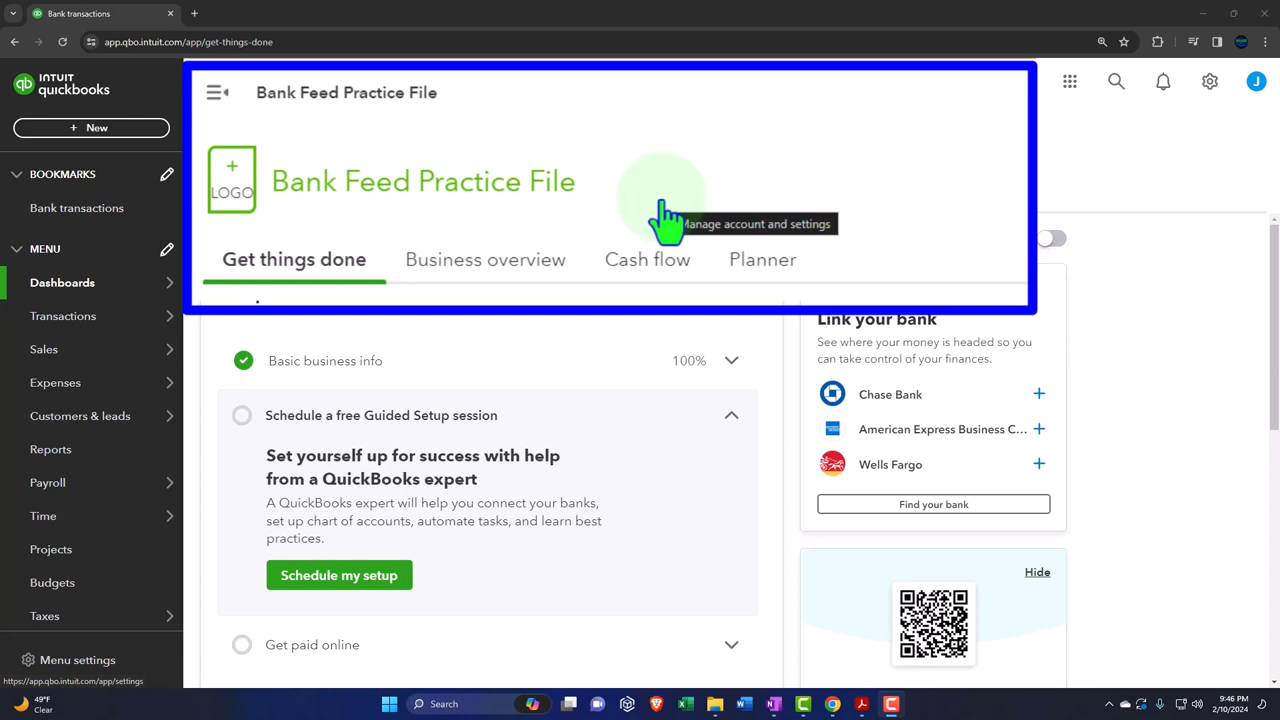 Bank transactions
app.qbo.intuit.com/app/get-things-done
INTUIT
quickbooks
+ New
BOOKMARKS
Bank transactions
MENU
Dashboards
Transactions
Sales
Expenses
Customers & leads
Reports
Payroll
Time
Projects
Budgets
Taxes
Menu settings
https://app.qbo.intuit.com/app/settings
Bank Feed Practice File
+
LOGO
Bank Feed Practice File
Manage account and settings
Get things done
Business overview
Cash flow
Planner
J
Basic business info
100%
Schedule a free Guided Setup session
Set yourself up for success with help
from a QuickBooks expert
A QuickBooks expert will help you connect your banks,
set up chart of accounts, automate tasks, and learn best
practices.
Schedule my setup
Get paid online
Link your bank
See where your money is headed so you
can take control of your finances.
Chase Bank
American Express Business C...
Wells Fargo
Find your bank
Hide
49°F
Clear
Search
9:46 PM
2/10/2024